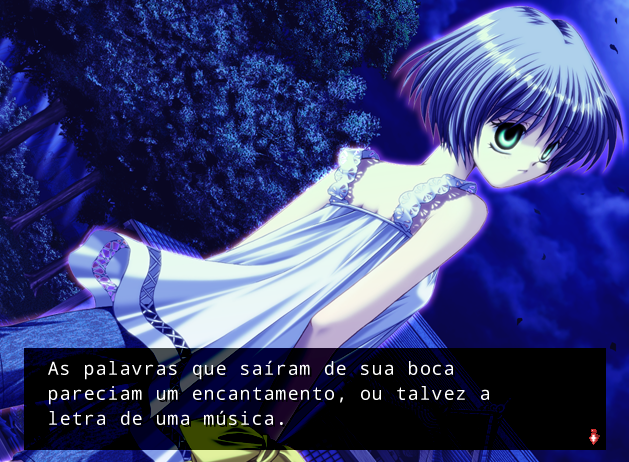 As palavras que saíram de sua boca
pareciam um encantamento, ou talvez a
letra de uma música.